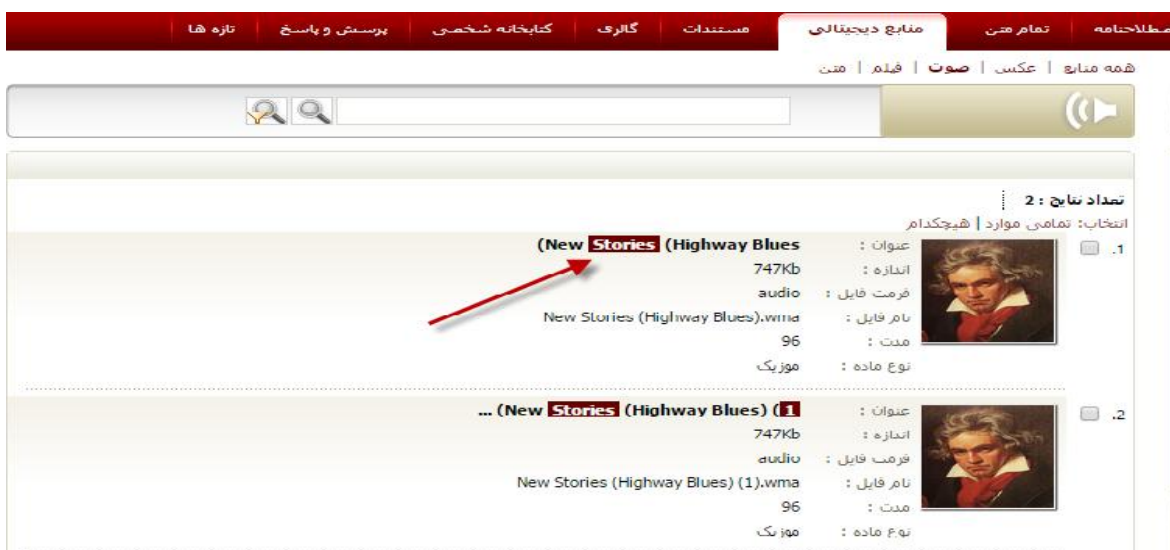 تمام متن منابع دیجیتالی مستندات گالری کتابخانه شخصی پرسش و پاسخ تازه ها
همه منابع | عکس | صوت | فیلم | متن
تعداد نتایج : 2
انتخاب: تمامی موارد | هیچکدام
1.
عنوان : (New Stories (Highway Blues
اندازه : 747Kb
فرمت فایل : audio
نام فایل : New Stories (Highway Blues).wma
مدت : 96
نوع ماده : موزیک
2.
عنوان : ... (New Stories (Highway Blues) (1
اندازه : 747Kb
فرمت فایل : audio
نام فایل : New Stories (Highway Blues) (1).wma
مدت : 96
نوع ماده : موزیک